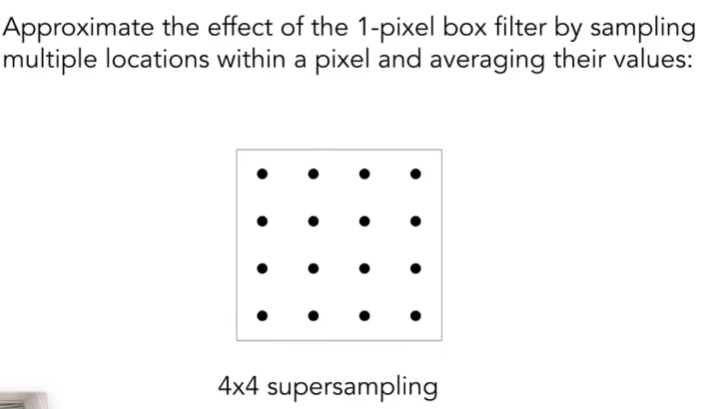 Approximate the effect of the 1-pixel box filter by sampling
multiple locations within a pixel and averaging their values:
4x4 supersampling